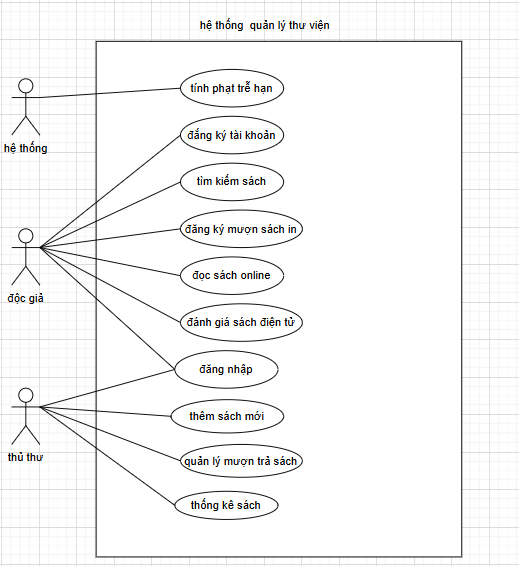 hệ thống quản lý thư viện
tính phạt trễ hạn
hệ thống
đắng ký tài khoản
tìm kiếm sách
đăng ký mượn sách in
độc giả
đọc sách online
đánh giá sách điện tử
đăng nhập
thêm sách mới
thủ thư
quản lý mượn trả sách
thống kê sách